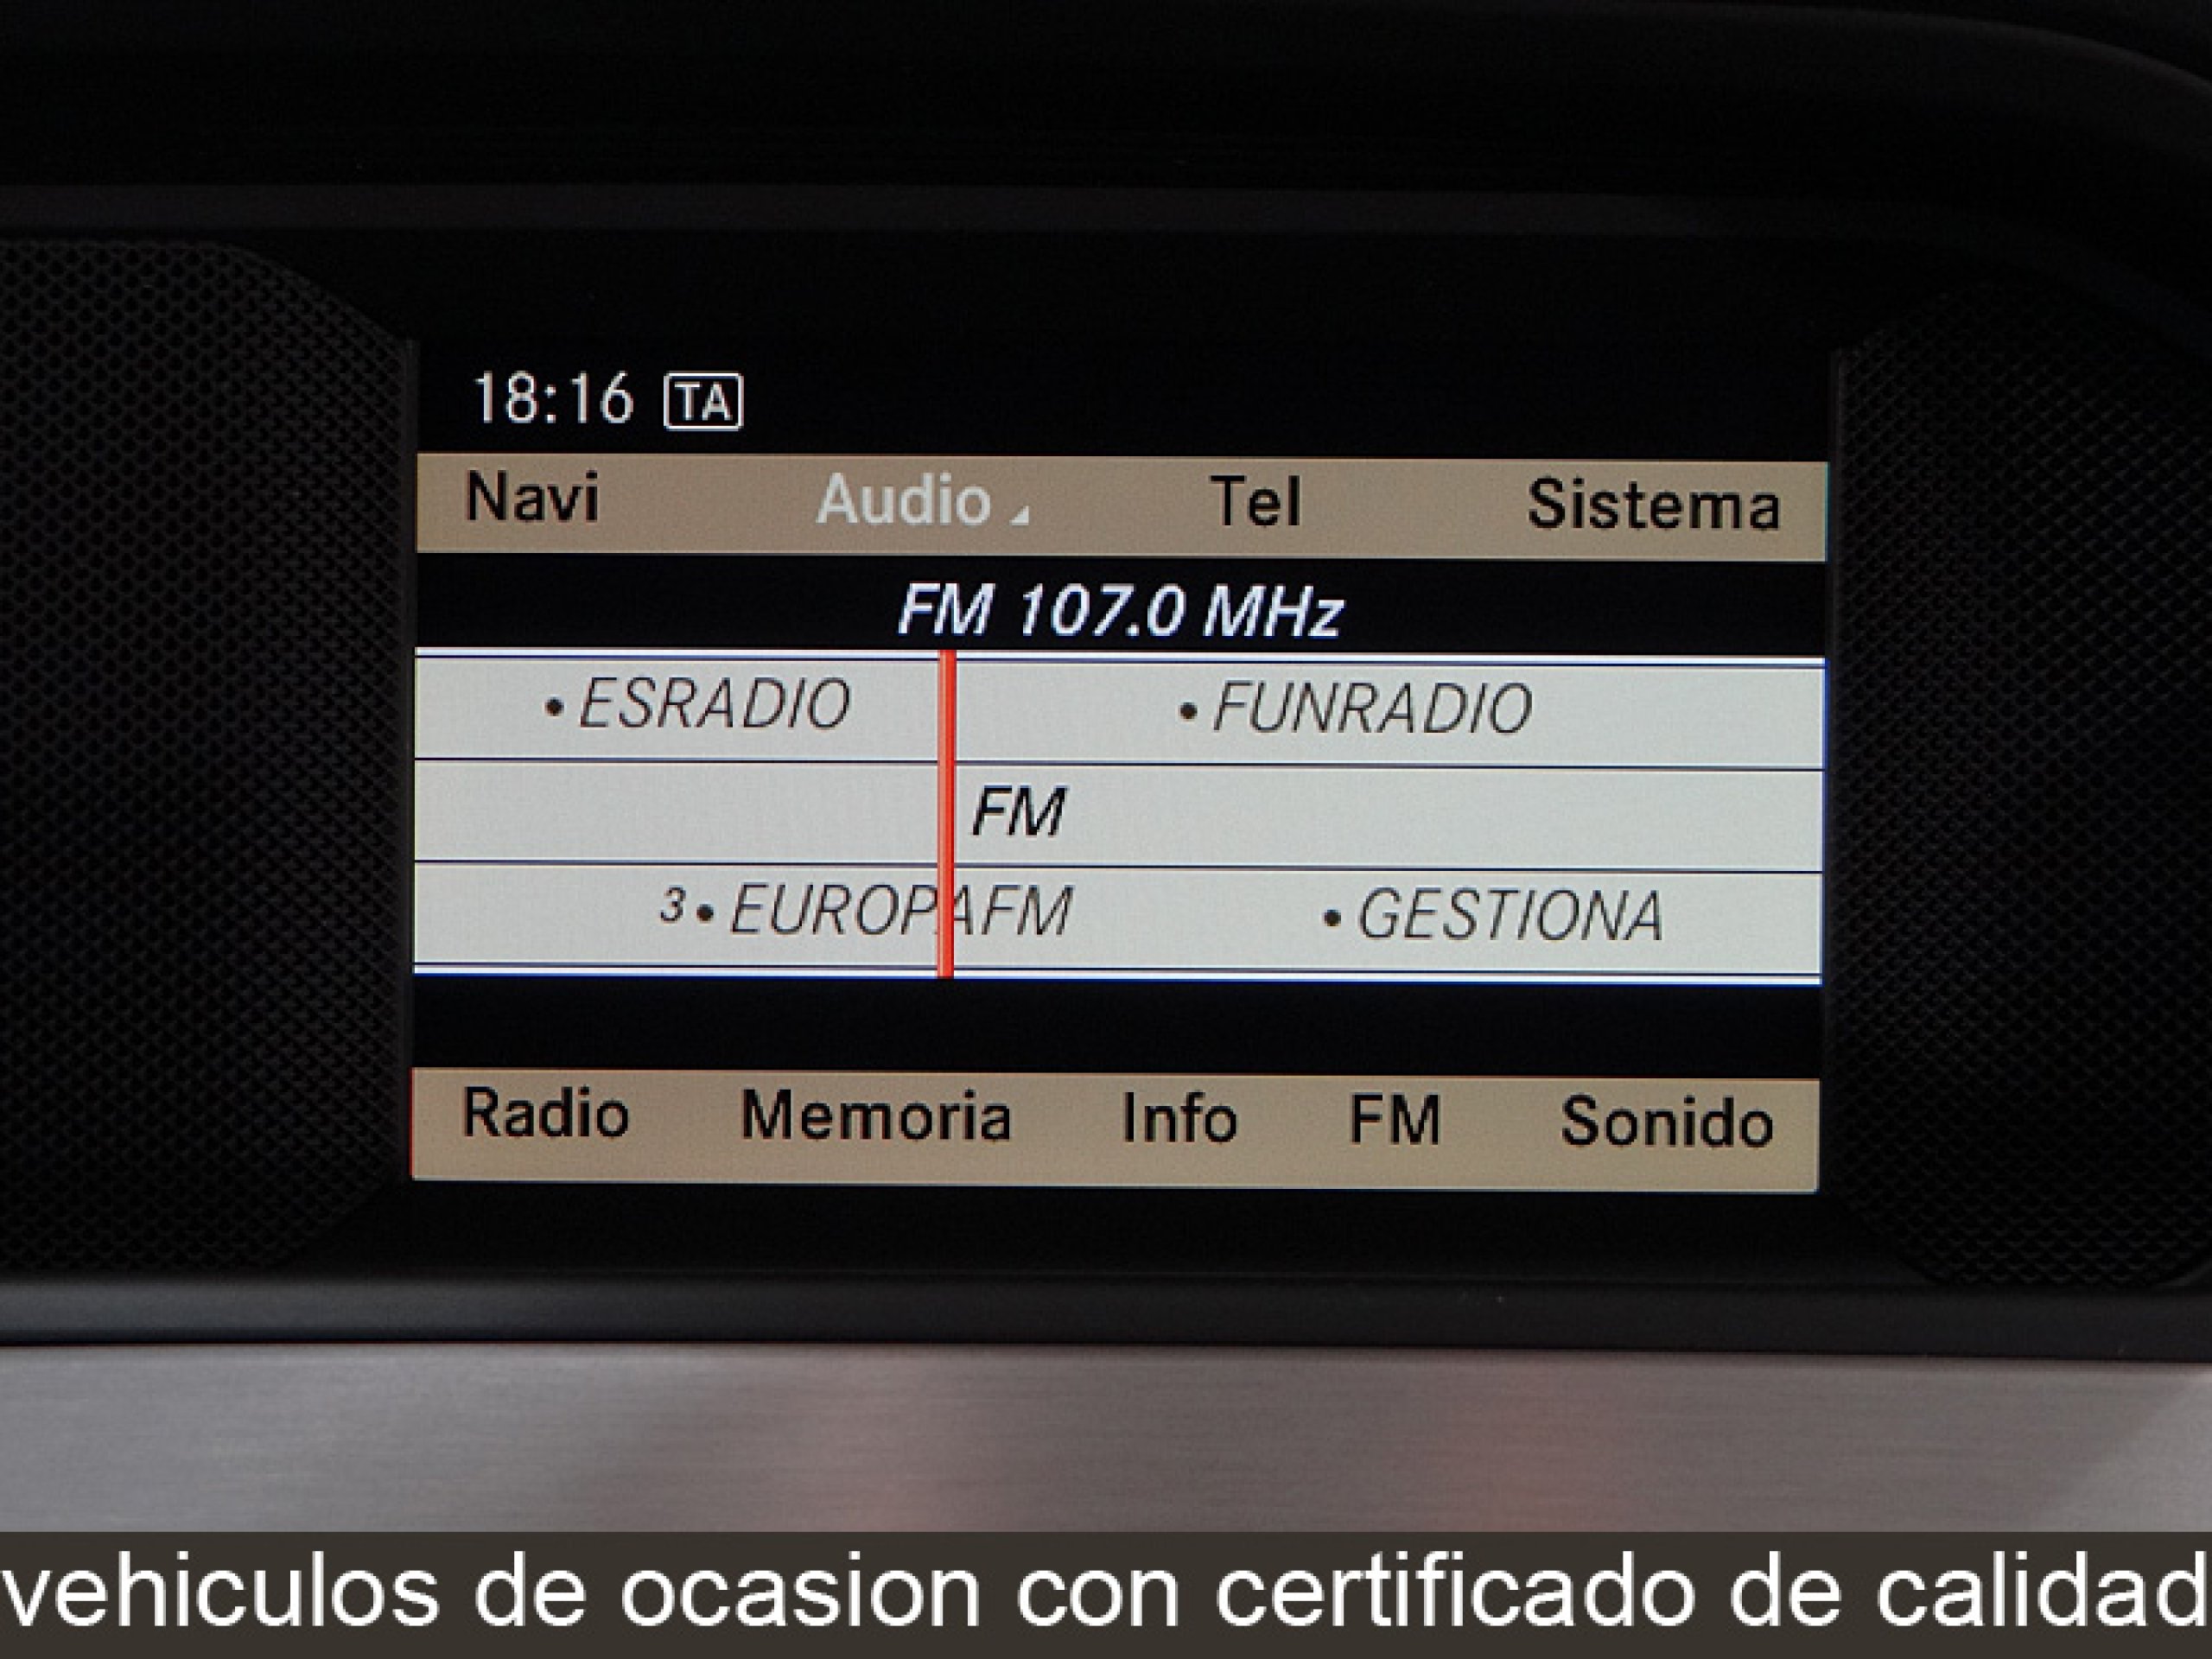 18:16 TA
Navi Audio Tel Sistema
FM 107.0 MHz
•ESRADIO •FUNRADIO
FM
3•EUROPAFM •GESTIONA
Radio Memoria Info FM Sonido
vehiculos de ocasion con certificado de calidad